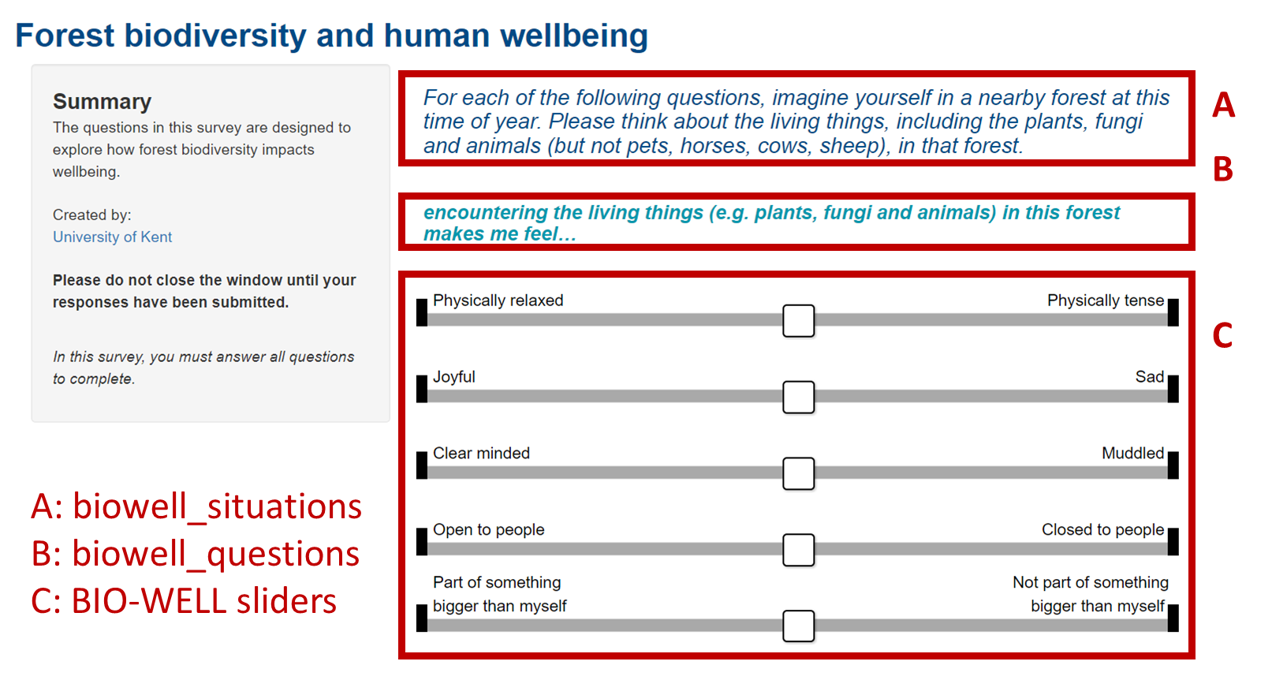 Forest biodiversity and human wellbeing
Summary
The questions in this survey are designed to
explore how forest biodiversity impacts
wellbeing.
Created by:
University of Kent
Please do not close the window until your
responses have been submitted.
In this survey, you must answer all questions
to complete.
For each of the following questions, imagine yourself in a nearby forest at this
time of year. Please think about the living things, including the plants, fungi
and animals (but not pets, horses, cows, sheep), in that forest.
A
B
encountering the living things (e.g. plants, fungi and animals) in this forest
makes me feel…
Physically relaxed Physically tense
Joyful Sad
C
Clear minded Muddled
Open to people Closed to people
Part of something Not part of something
bigger than myself bigger than myself
A: biowell_situations
B: biowell_questions
C: BIO-WELL sliders